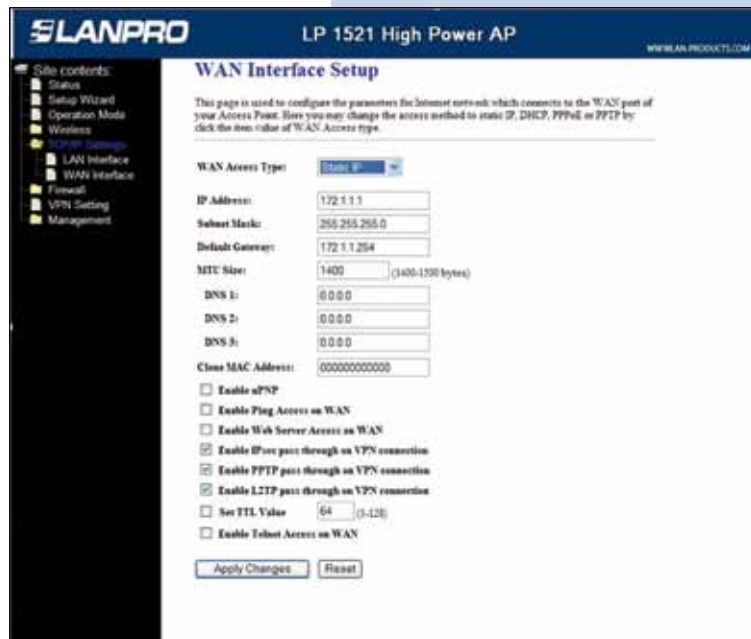 LANPRO
LP 1521 High Power AP
WWW.LAN-PRODUCTS.COM
Site contents:
Status
Setup Wizard
Operation Mode
Wireless
TCP/IP Settings
LAN Interface
WAN Interface
Firewall
VPN Setting
Management
WAN Interface Setup
This page is used to configure the parameters for Internet network which connects to the WAN port of
your Access Point. Here you may change the access method to static IP, DHCP, PPPoE or PPTP by
click the item value of WAN Access type.
WAN Access Type: Static IP
IP Address: 172.1.1.1
Subnet Mask: 255.255.255.0
Default Gateway: 172.1.1.254
MTU Size: 1400 (1400-1500 bytes)
DNS 1: 0.0.0.0
DNS 2: 0.0.0.0
DNS 3: 0.0.0.0
Clone MAC Address: 000000000000
Enable uPNP
Enable Ping Access on WAN
Enable Web Server Access on WAN
Enable IPsec pass through on VPN connection
Enable PPTP pass through on VPN connection
Enable L2TP pass through on VPN connection
Set TTL Value 64 (1-128)
Enable Telnet Access on WAN
Apply Changes Reset